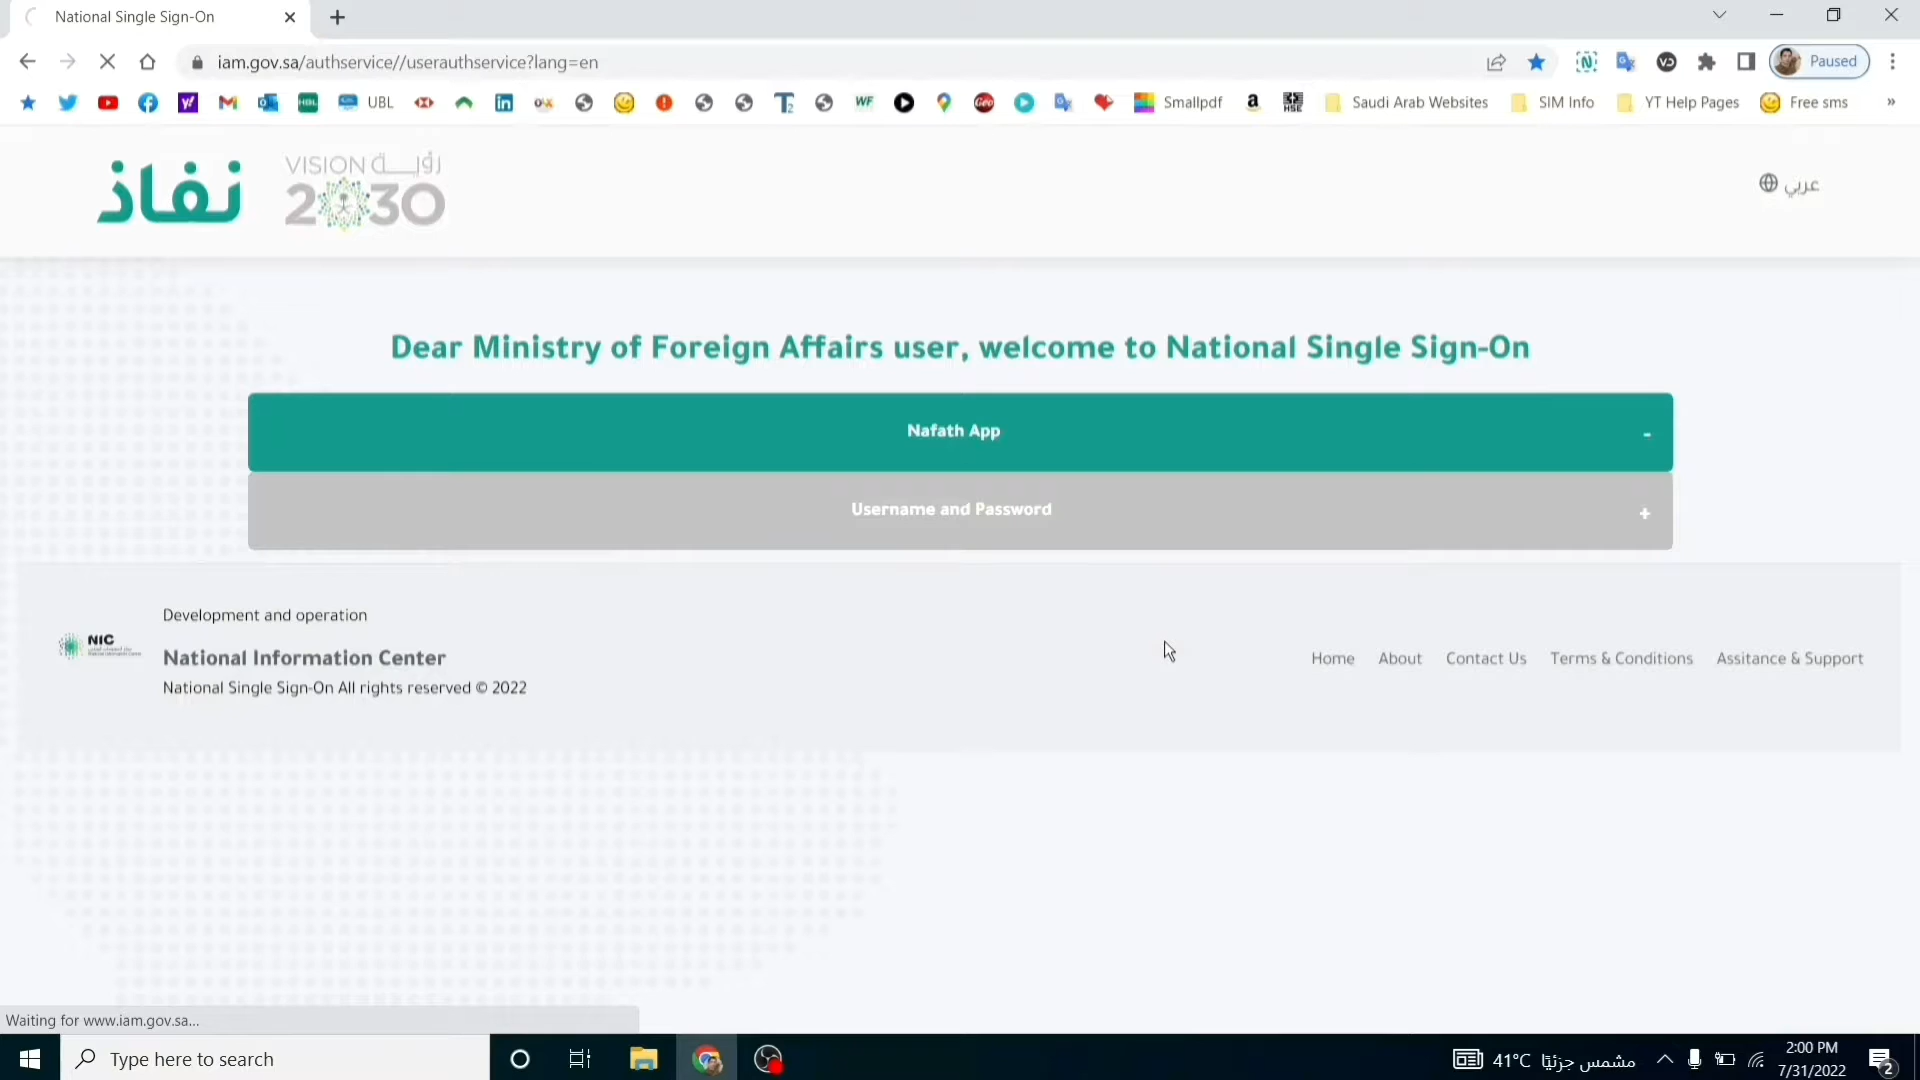 National Single Sign-On
iam.gov.sa/authservice//userauthservice?lang=en
Paused
UBL
Smallpdf
Saudi Arab Websites
SIM Info
YT Help Pages
Free sms
»
نفاذ
VISION رؤيــــة
2030
عربي
Dear Ministry of Foreign Affairs user, welcome to National Single Sign-On
Nafath App
-
Username and Password
+
Development and operation
NIC
National Information Center
National Single Sign-On All rights reserved © 2022
Home
About
Contact Us
Terms & Conditions
Assitance & Support
Waiting for www.iam.gov.sa...
Type here to search
41°C مشمس جزئيًا
2:00 PM
7/31/2022
2